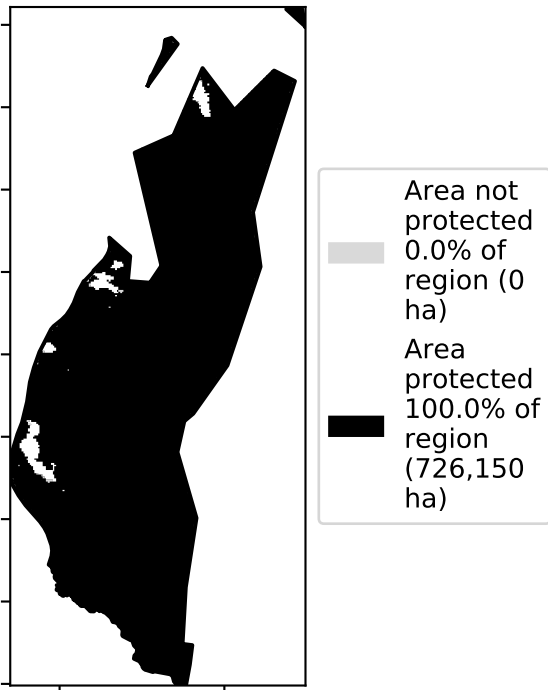 Area not
protected
0.0% of
region (0
ha)
Area
protected
100.0% of
region
(726,150
ha)